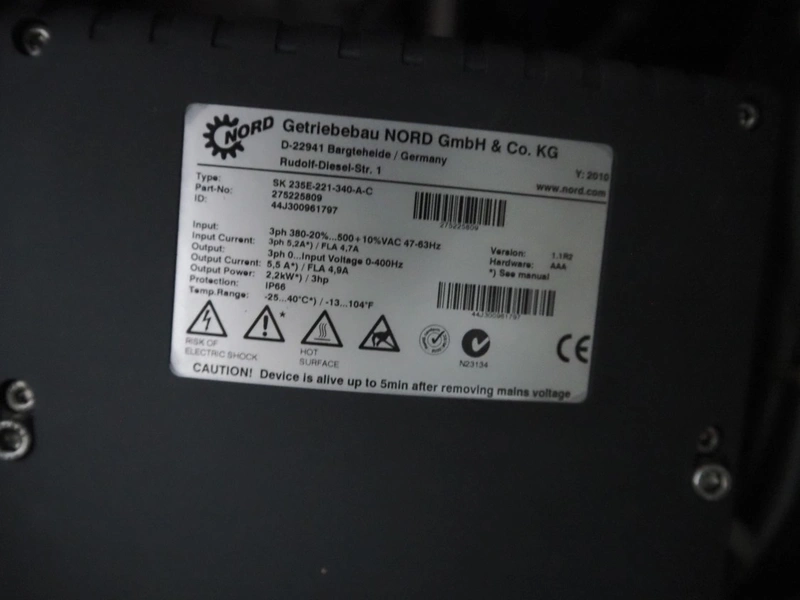 NORD
Getriebebau NORD GmbH & Co. KG
D-22941 Bargteheide / Germany
Rudolf-Diesel-Str. 1
Y: 2010
www.nord.com
Type: SK 235E-221-340-A-C
Part-No: 275225809
ID: 44J300961797
275225809
Input: 3ph 380-20%...500+10%VAC 47-63Hz
Input Current: 3ph 5,2A*) / FLA 4,7A
Output: 3ph 0...Input Voltage 0-400Hz
Output Current: 5,5 A*) / FLA 4,9A
Output Power: 2,2kW*) / 3hp
Protection: IP66
Temp.Range: -25...40°C*) / -13...104°F
Version: 1.1R2
Hardware: AAA
*) See manual
44J300961797
*
RISK OF
ELECTRIC SHOCK
HOT
SURFACE
N23134
CE
CAUTION! Device is alive up to 5min after removing mains voltage